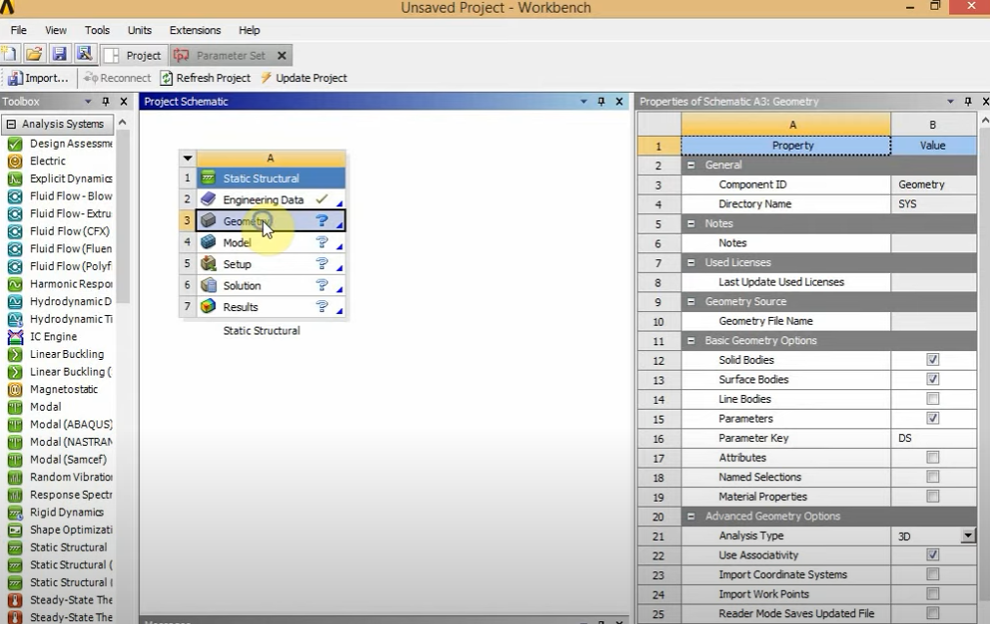 Unsaved Project - Workbench
File View Tools Units Extensions Help
Project Parameter Set
Import... Reconnect Refresh Project Update Project
Toolbox
Analysis Systems
Design Assessme
Electric
Explicit Dynamics
Fluid Flow - Blow
Fluid Flow - Extru
Fluid Flow (CFX)
Fluid Flow (Fluen
Fluid Flow (Polyf
Harmonic Respor
Hydrodynamic D
Hydrodynamic Ti
IC Engine
Linear Buckling
Linear Buckling (
Magnetostatic
Modal
Modal (ABAQUS)
Modal (NASTRAN
Modal (Samcef)
Random Vibration
Response Spectr
Rigid Dynamics
Shape Optimizati
Static Structural
Static Structural (
Static Structural (
Steady-State The
Steady-State The
Project Schematic
A
1 Static Structural
2 Engineering Data
3 Geometry
4 Model
5 Setup
6 Solution
7 Results
Static Structural
Properties of Schematic A3: Geometry
A B
1 Property Value
2 General
3 Component ID Geometry
4 Directory Name SYS
5 Notes
6 Notes
7 Used Licenses
8 Last Update Used Licenses
9 Geometry Source
10 Geometry File Name
11 Basic Geometry Options
12 Solid Bodies
13 Surface Bodies
14 Line Bodies
15 Parameters
16 Parameter Key DS
17 Attributes
18 Named Selections
19 Material Properties
20 Advanced Geometry Options
21 Analysis Type 3D
22 Use Associativity
23 Import Coordinate Systems
24 Import Work Points
25 Reader Mode Saves Updated File